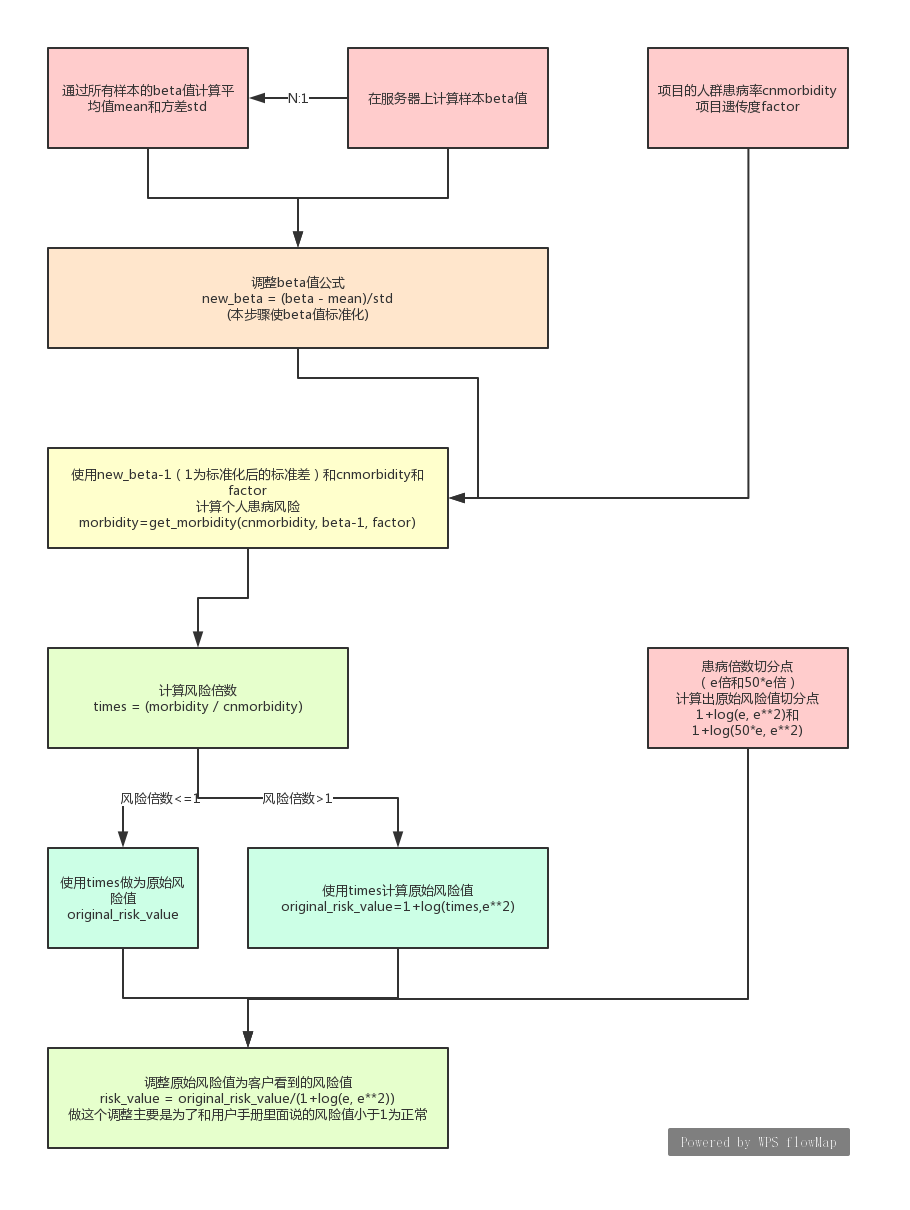 通过所有样本的beta值计算平
均值mean和方差std
N:1
在服务器上计算样本beta值
项目的人群患病率cnmorbidity
项目遗传度factor
调整beta值公式
new_beta = (beta - mean)/std
(本步骤使beta值标准化)
使用new_beta-1（1为标准化后的标准差）和cnmorbidity和
factor
计算个人患病风险
morbidity=get_morbidity(cnmorbidity, beta-1, factor)
计算风险倍数
times = (morbidity / cnmorbidity)
患病倍数切分点
（e倍和50*e倍）
计算出原始风险值切分点
1+log(e, e**2)和
1+log(50*e, e**2)
风险倍数<=1
风险倍数>1
使用times做为原始风
险值
original_risk_value
使用times计算原始风险值
original_risk_value=1+log(times,e**2)
调整原始风险值为客户看到的风险值
risk_value = original_risk_value/(1+log(e, e**2))
做这个调整主要是为了和用户手册里面说的风险值小于1为正常
Powered by WPS flowMap